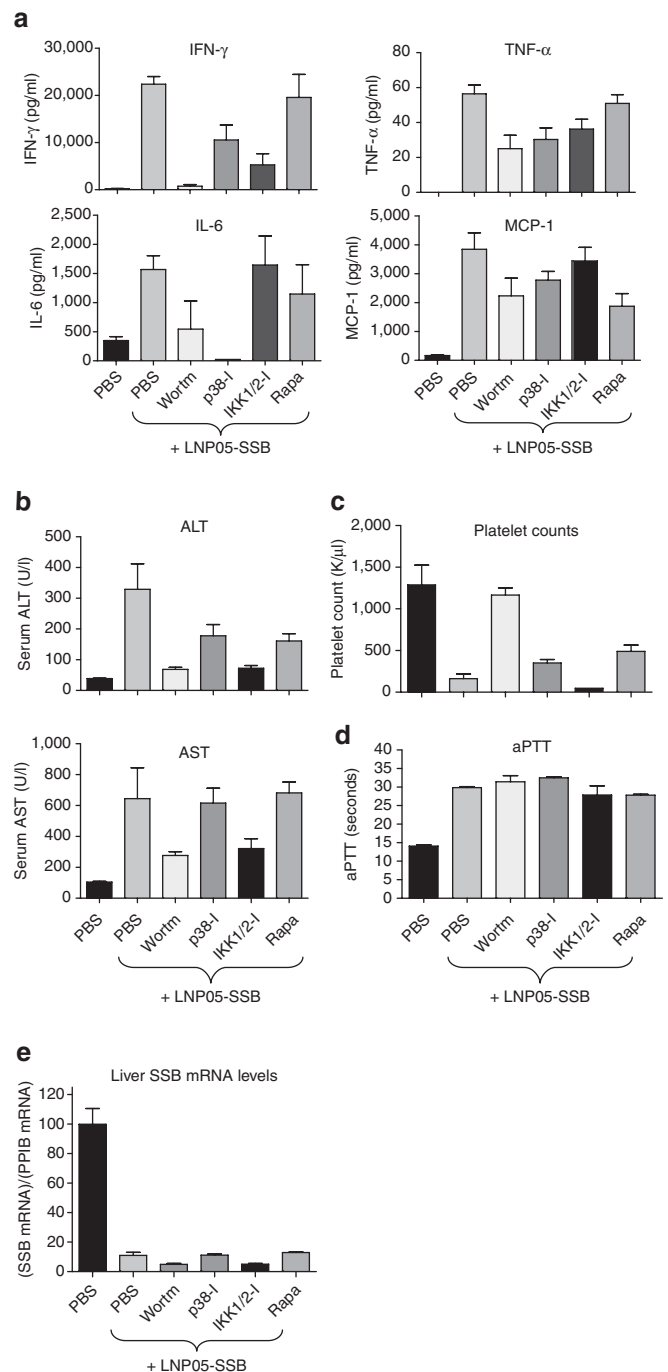 a
IFN-γ
IFN-γ (pg/ml)
30,000
20,000
10,000
0
TNF-α
TNF-α (pg/ml)
60
40
20
0
IL-6
IL-6 (pg/ml)
2,500
2,000
1,500
1,000
500
0
PBS
PBS
Wortm
p38-I
IKK1/2-I
Rapa
+ LNP05-SSB
MCP-1
MCP-1 (pg/ml)
5,000
4,000
3,000
2,000
1,000
0
PBS
PBS
Wortm
p38-I
IKK1/2-I
Rapa
+ LNP05-SSB
b
ALT
Serum ALT (U/l)
500
400
300
200
100
0
AST
Serum AST (U/l)
1,000
800
600
400
200
0
PBS
PBS
Wortm
p38-I
IKK1/2-I
Rapa
+ LNP05-SSB
c
Platelet counts
Platelet count (K/μl)
2,000
1,500
1,000
500
0
d
aPTT
aPTT (seconds)
40
35
30
25
20
15
10
5
0
PBS
PBS
Wortm
p38-I
IKK1/2-I
Rapa
+ LNP05-SSB
e
Liver SSB mRNA levels
(SSB mRNA)/(PPIB mRNA)
120
100
80
60
40
20
0
PBS
PBS
Wortm
p38-I
IKK1/2-I
Rapa
+ LNP05-SSB